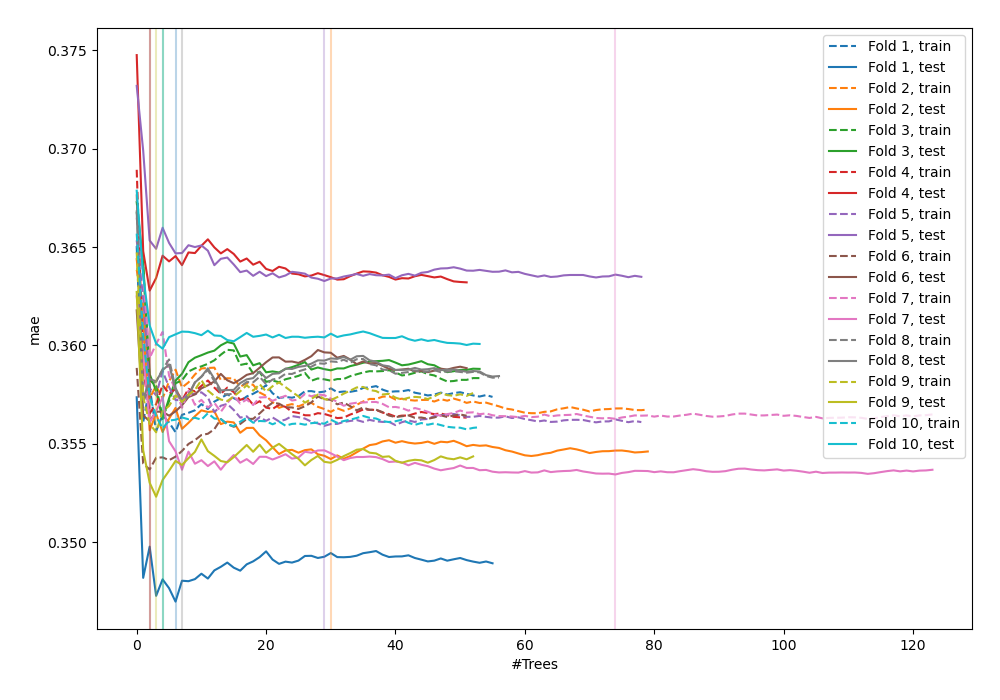 0.375
0.370
0.365
0.360
0.355
0.350
mae
0
20
40
60
80
100
120
#Trees
Fold 1, train
Fold 1, test
Fold 2, train
Fold 2, test
Fold 3, train
Fold 3, test
Fold 4, train
Fold 4, test
Fold 5, train
Fold 5, test
Fold 6, train
Fold 6, test
Fold 7, train
Fold 7, test
Fold 8, train
Fold 8, test
Fold 9, train
Fold 9, test
Fold 10, train
Fold 10, test